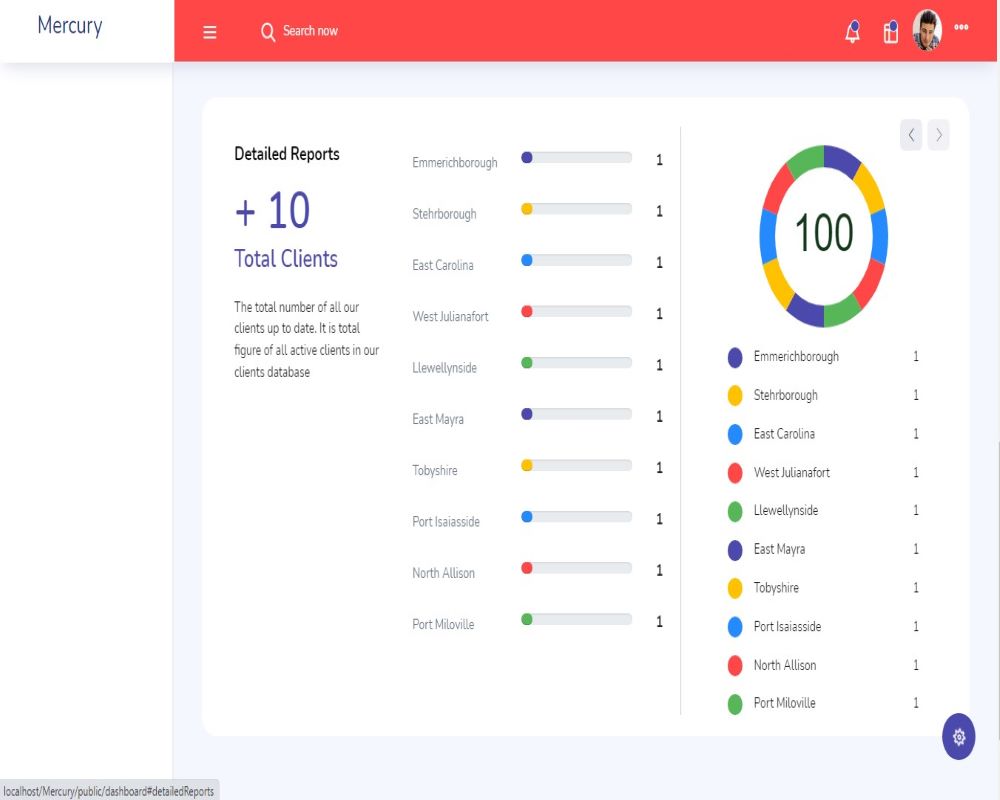 Mercury
Search now
Detailed Reports
+ 10
Total Clients
The total number of all our
clients up to date. It is total
figure of all active clients in our
clients database
Emmerichborough 1
Stehrborough 1
East Carolina 1
West Julianafort 1
Llewellynside 1
East Mayra 1
Tobyshire 1
Port Isaiasside 1
North Allison 1
Port Miloville 1
100
Emmerichborough 1
Stehrborough 1
East Carolina 1
West Julianafort 1
Llewellynside 1
East Mayra 1
Tobyshire 1
Port Isaiasside 1
North Allison 1
Port Miloville 1
localhost/Mercury/public/dashboard#detailedReports